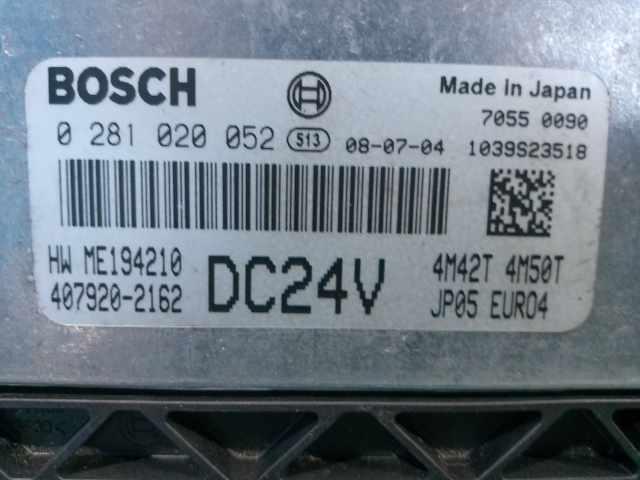 BOSCH
Made In Japan
7055 0090
0 281 020 052 513 08-07-04 1039S23518
HW ME194210
407920-2162
DC24V
4M42T 4M50T
JP05 EURO4